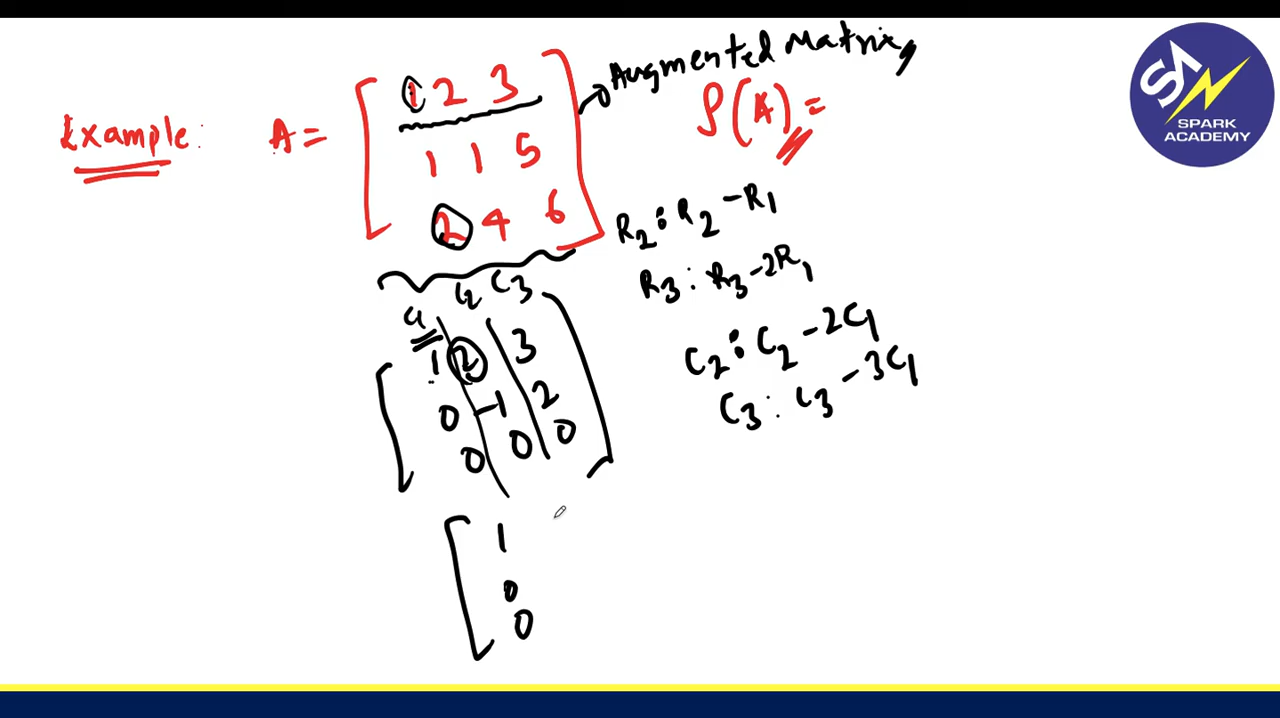 Augmented Matrix
SAN
SPARK
ACADEMY
Example: A = [ 1 2 3
1 1 5
2 4 6 ]
ρ(A) =
R2 : R2 - R1
R3 : R3 - 2R1
C1 C2 C3
1 2 3
0 -1 2
0 0 0
C2 : C2 - 2C1
C3 : C3 - 3C1
1
0
0